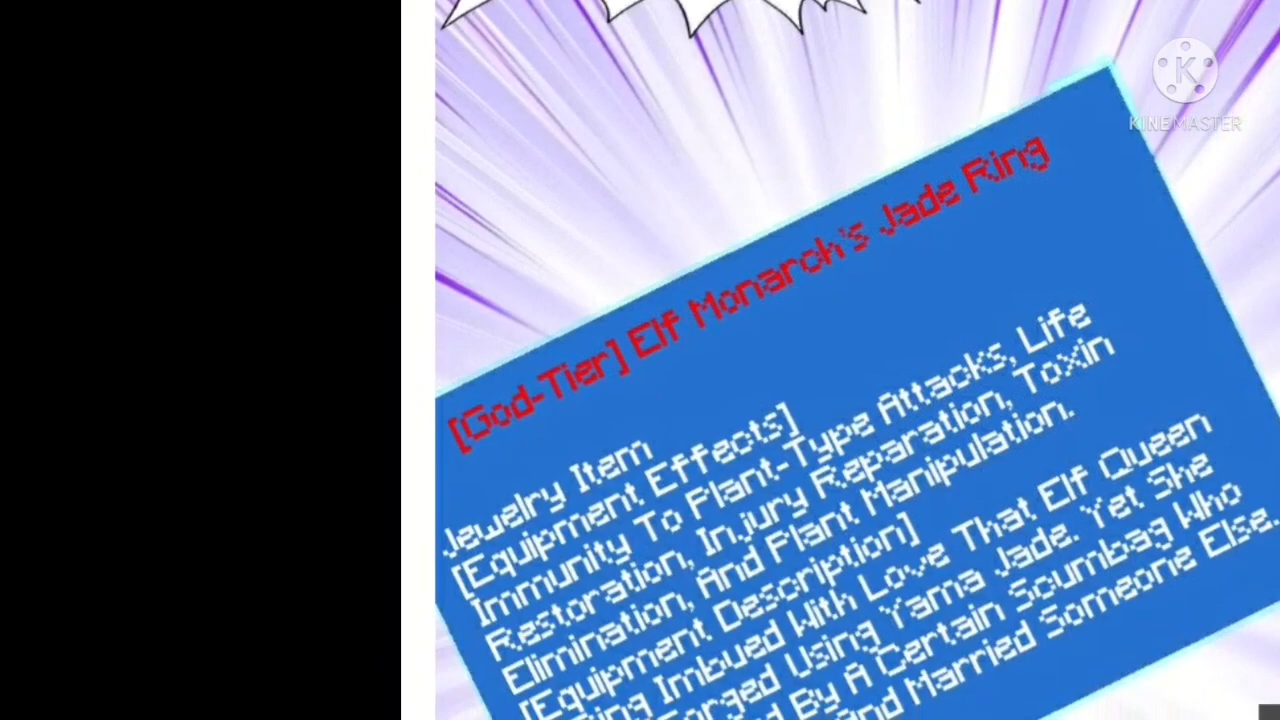 KINEMASTER
[God-Tier] Elf Monarch's Jade Ring
Jewelry Item
[Equipment Effects]
Immunity To Plant-Type Attacks, Life
Restoration, Injury Reparation, Toxin
Elimination, And Plant Manipulation.
[Equipment Description]
Ring Imbued With Love That Elf Queen
Forged Using Yama Jade. Yet She
By A Certain Scumbag Who
And Married Someone Else.